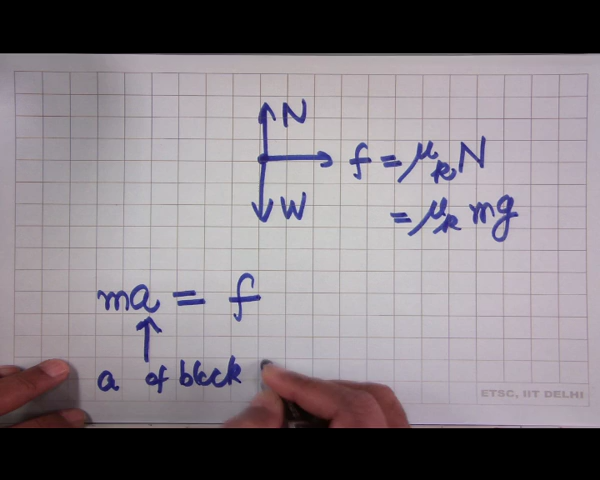 N
f = μₖ N
W
= μₖ mg
ma = f
a of block
ETSC, IIT DELHI